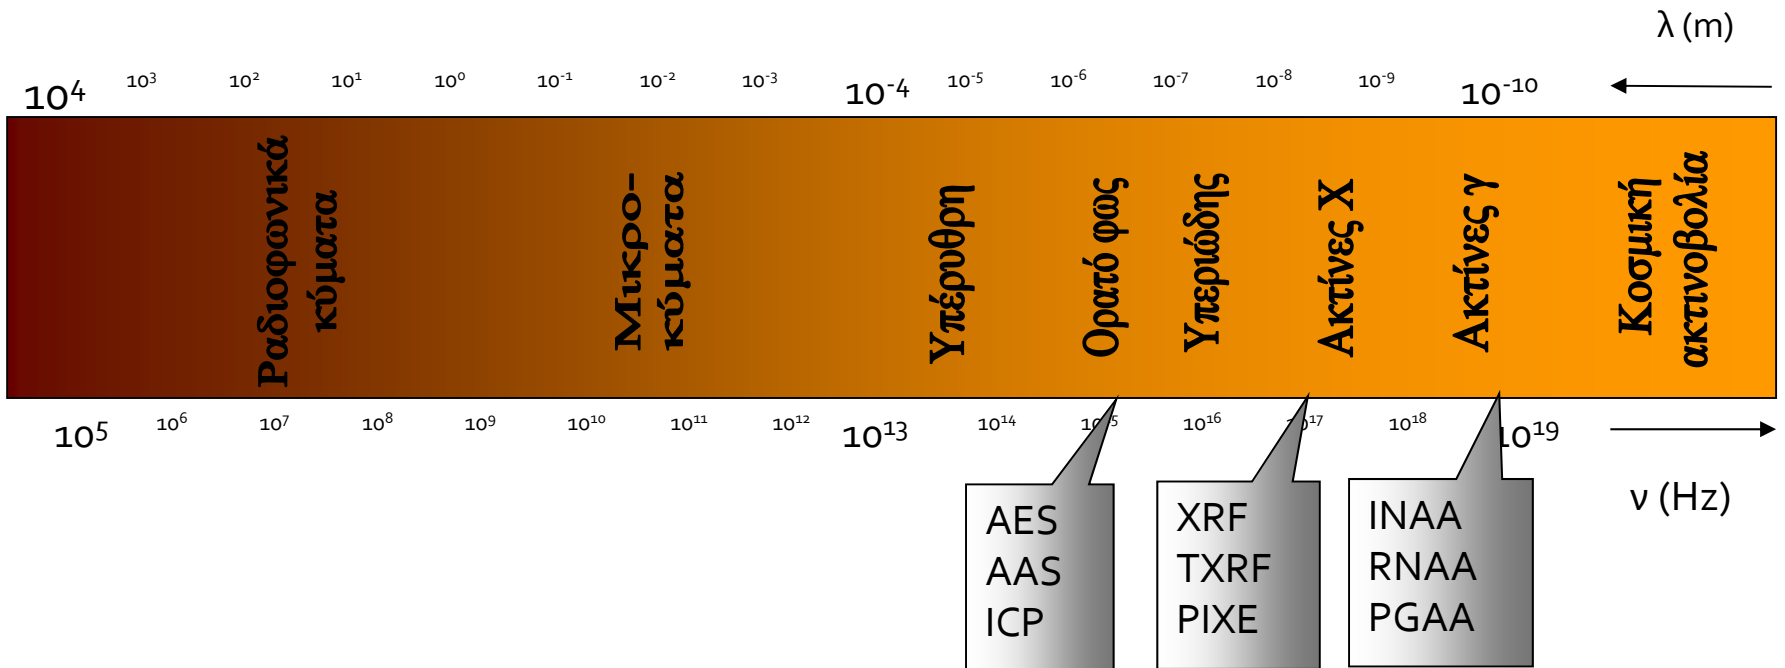 λ (m)
10⁴ 10³ 10² 10¹ 10⁰ 10⁻¹ 10⁻² 10⁻³ 10⁻⁴ 10⁻⁵ 10⁻⁶ 10⁻⁷ 10⁻⁸ 10⁻⁹ 10⁻¹⁰
Ραδιοφωνικά
κύματα
Μικρο-
κύματα
Υπέρυθρη
Ορατό φως
Υπεριώδης
Ακτίνες Χ
Ακτίνες γ
Κοσμική
ακτινοβολία
10⁵ 10⁶ 10⁷ 10⁸ 10⁹ 10¹⁰ 10¹¹ 10¹² 10¹³ 10¹⁴ 10¹⁶ 10¹⁸ 10¹⁹
ν (Hz)
AES
AAS
ICP
XRF
TXRF
PIXE
INAA
RNAA
PGAA